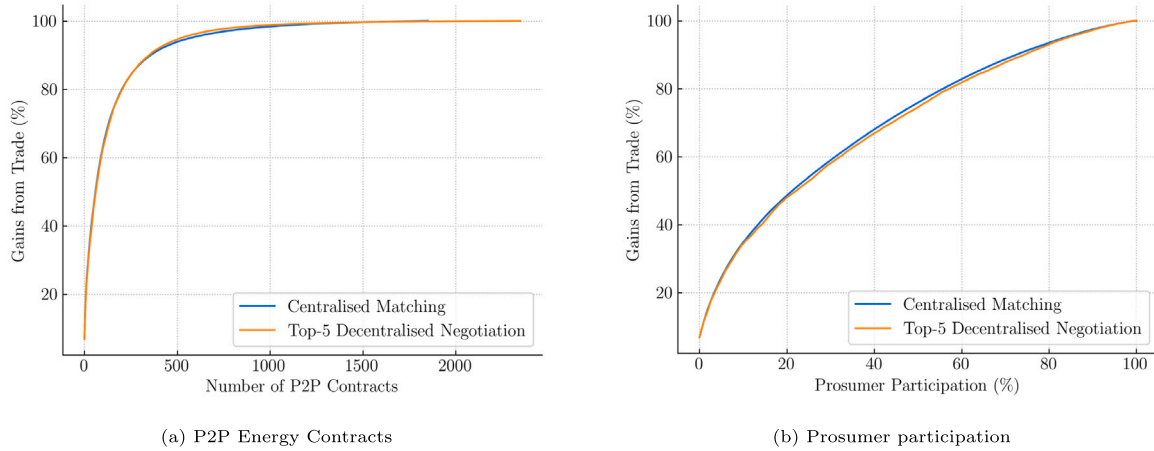 100
80
60
40
20
Gains from Trade (%)
0
500
1000
1500
2000
Number of P2P Contracts
Centralised Matching
Top-5 Decentralised Negotiation
(a) P2P Energy Contracts
100
80
60
40
20
Gains from Trade (%)
0
20
40
60
80
100
Prosumer Participation (%)
Centralised Matching
Top-5 Decentralised Negotiation
(b) Prosumer participation